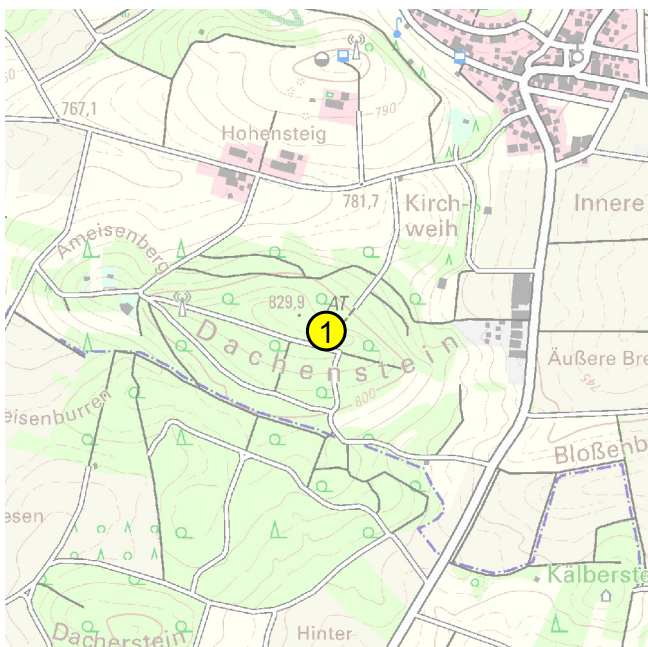 767,1
790
Hohensteig
781,7
Kirch-
weih
Innere
Ameisenberg
829,9
AT
1
Dachenstein
Äußere Bre
745
800
eisenburren
Bloßenb
esen
Kälberste
Dacherstein
Hinter